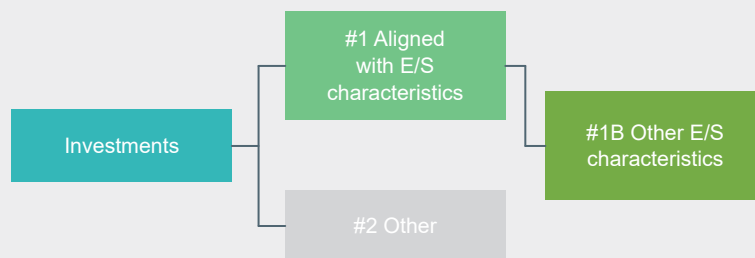 #1 Aligned
with E/S
characteristics
Investments
#1B Other E/S
characteristics
#2 Other